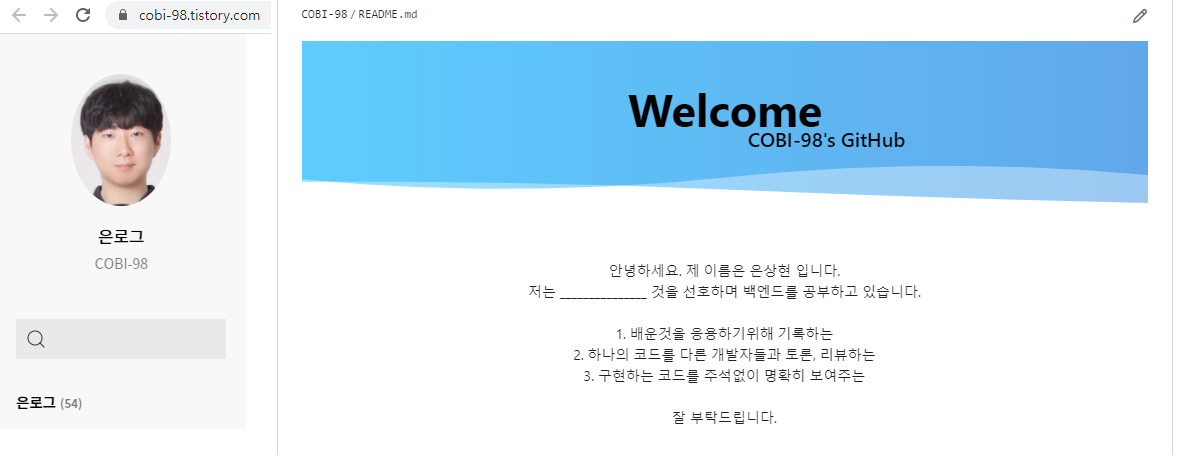 cobi-98.tistory.com
은로그
COBI-98
은로그 (54)
COBI-98 / README.md
Welcome
COBI-98's GitHub
안녕하세요. 제 이름은 은상현 입니다.
저는 _______________ 것을 선호하며 백엔드를 공부하고 있습니다.
1. 배운것을 응용하기위해 기록하는
2. 하나의 코드를 다른 개발자들과 토론, 리뷰하는
3. 구현하는 코드를 주석없이 명확히 보여주는
잘 부탁드립니다.